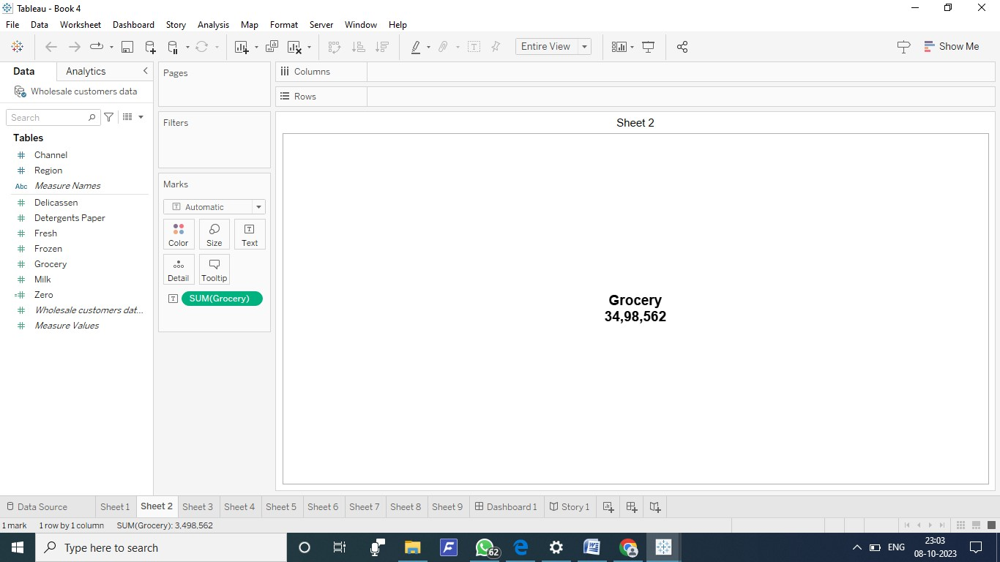 Tableau - Book 4
File Data Worksheet Dashboard Story Analysis Map Format Server Window Help
Entire View
Show Me
Data Analytics
Wholesale customers data
Search
Tables
Channel
Region
Abc Measure Names
Delicassen
Detergents Paper
Fresh
Frozen
Grocery
Milk
Zero
Wholesale customers dat...
Measure Values
Pages
Filters
Marks
Automatic
Color Size Text
Detail Tooltip
SUM(Grocery)
Columns
Rows
Sheet 2
Grocery
34,98,562
Data Source Sheet 1 Sheet 2 Sheet 3 Sheet 4 Sheet 5 Sheet 6 Sheet 7 Sheet 8 Sheet 9 Dashboard 1 Story 1
1 mark 1 row by 1 column SUM(Grocery): 3,498,562
Type here to search
62
ENG
23:03
08-10-2023